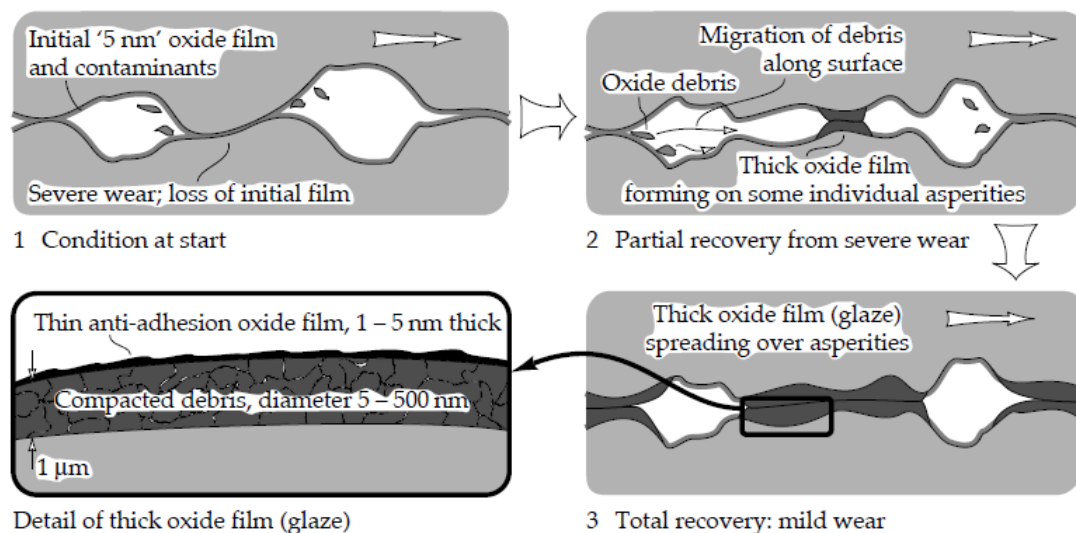 Initial ‘5 nm’ oxide film
and contaminants
Severe wear; loss of initial film
1 Condition at start
Migration of debris
along surface
Oxide debris
Thick oxide film
forming on some individual asperities
2 Partial recovery from severe wear
Thin anti-adhesion oxide film, 1 – 5 nm thick
Compacted debris, diameter 5 – 500 nm
1 µm
Detail of thick oxide film (glaze)
Thick oxide film (glaze)
spreading over asperities
3 Total recovery: mild wear